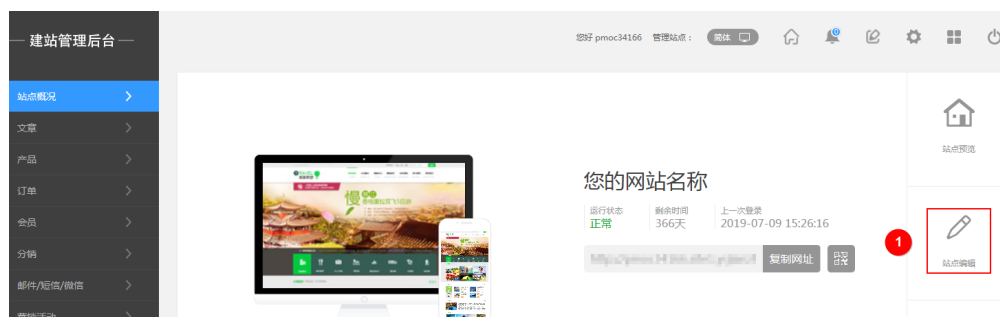 — 建站管理后台 —
您好 pmoc34166 管理站点： 简体
站点概况
文章
产品
订单
会员
分销
邮件/短信/微信
营销活动
您的网站名称
运行状态 剩余时间 上一次登录
正常 366天 2019-07-09 15:26:16
复制网址
站点预览
1
站点编辑